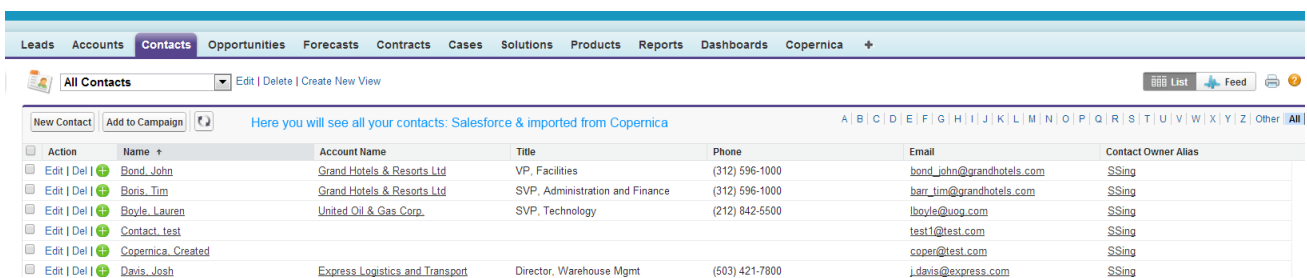 Leads Accounts Contacts Opportunities Forecasts Contracts Cases Solutions Products Reports Dashboards Copernica +
All Contacts Edit | Delete | Create New View List Feed
New Contact Add to Campaign Here you will see all your contacts: Salesforce & imported from Copernica A | B | C | D | E | F | G | H | I | J | K | L | M | N | O | P | Q | R | S | T | U | V | W | X | Y | Z | Other | All
Action Name Account Name Title Phone Email Contact Owner Alias
Edit | Del | Bond, John Grand Hotels & Resorts Ltd VP, Facilities (312) 596-1000 bond_john@grandhotels.com SSing
Edit | Del | Boris, Tim Grand Hotels & Resorts Ltd SVP, Administration and Finance (312) 596-1000 barr_tim@grandhotels.com SSing
Edit | Del | Boyle, Lauren United Oil & Gas Corp. SVP, Technology (212) 842-5500 lboyle@uog.com SSing
Edit | Del | Contact, test test1@test.com SSing
Edit | Del | Copernica, Created coper@test.com SSing
Edit | Del | Davis, Josh Express Logistics and Transport Director, Warehouse Mgmt (503) 421-7800 j.davis@express.com SSing